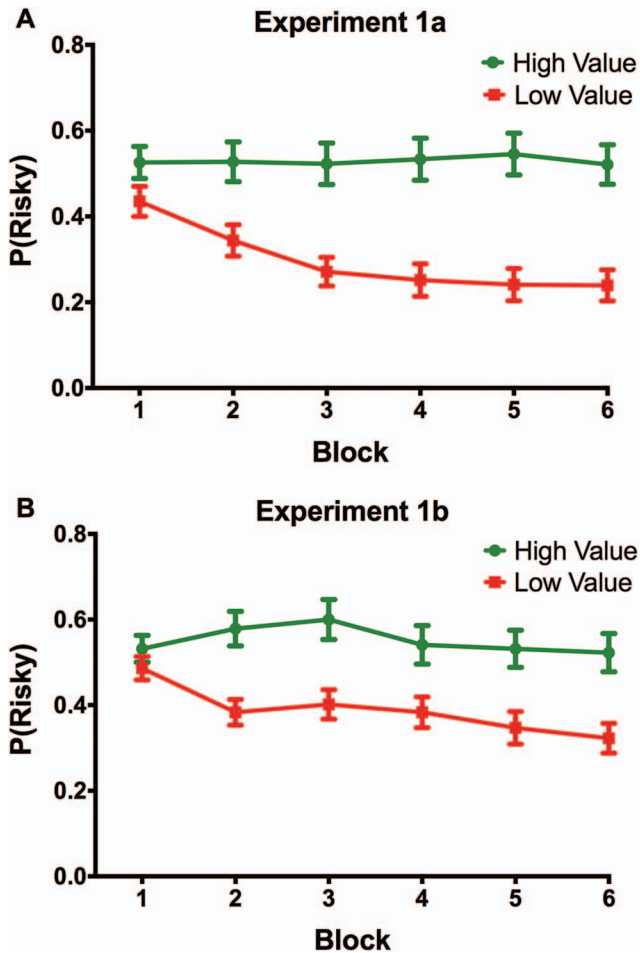 A
Experiment 1a
High Value
Low Value
P(Risky)
0.8
0.6
0.4
0.2
0.0
1 2 3 4 5 6
Block
B
Experiment 1b
High Value
Low Value
P(Risky)
0.8
0.6
0.4
0.2
0.0
1 2 3 4 5 6
Block